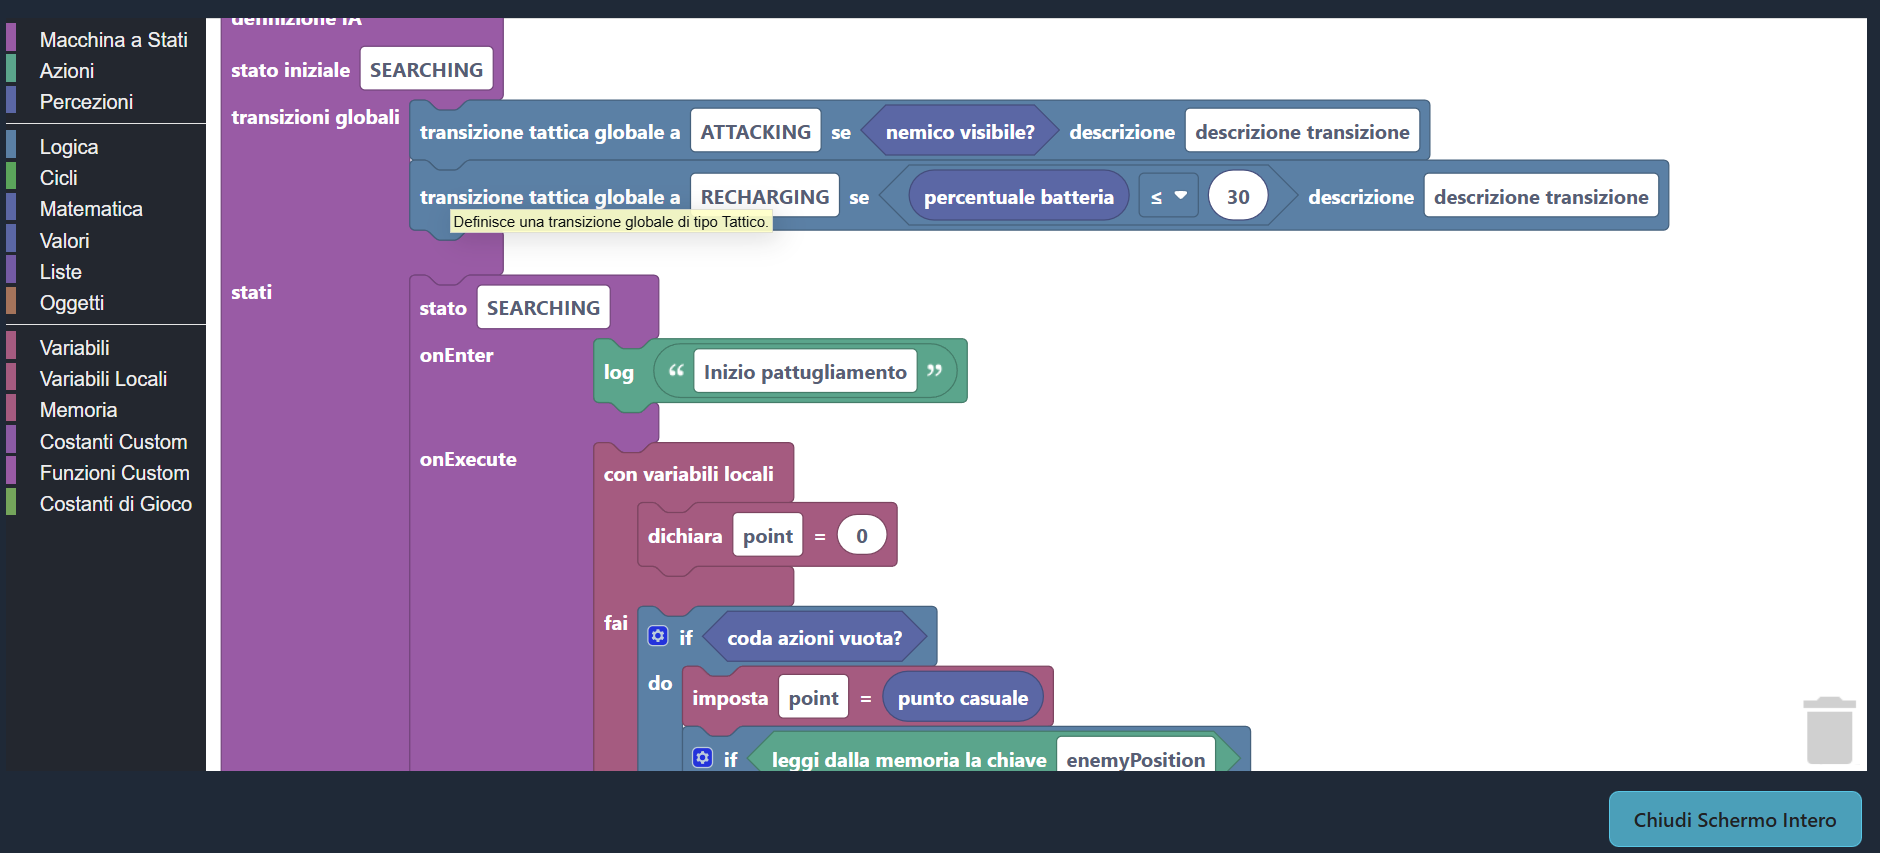 Macchina a Stati
Azioni
Percezioni
Logica
Cicli
Matematica
Valori
Liste
Oggetti
Variabili
Variabili Locali
Memoria
Costanti Custom
Funzioni Custom
Costanti di Gioco
definizione IA
stato iniziale SEARCHING
transizioni globali
transizione tattica globale a ATTACKING se nemico visibile? descrizione descrizione transizione
transizione tattica globale a RECHARGING se percentuale batteria ≤ 30 descrizione descrizione transizione
Definisce una transizione globale di tipo Tattico.
stati
stato SEARCHING
onEnter
log “ Inizio pattugliamento ”
onExecute
con variabili locali
dichiara point = 0
fai
if coda azioni vuota?
do
imposta point = punto casuale
if leggi dalla memoria la chiave enemyPosition
Chiudi Schermo Intero